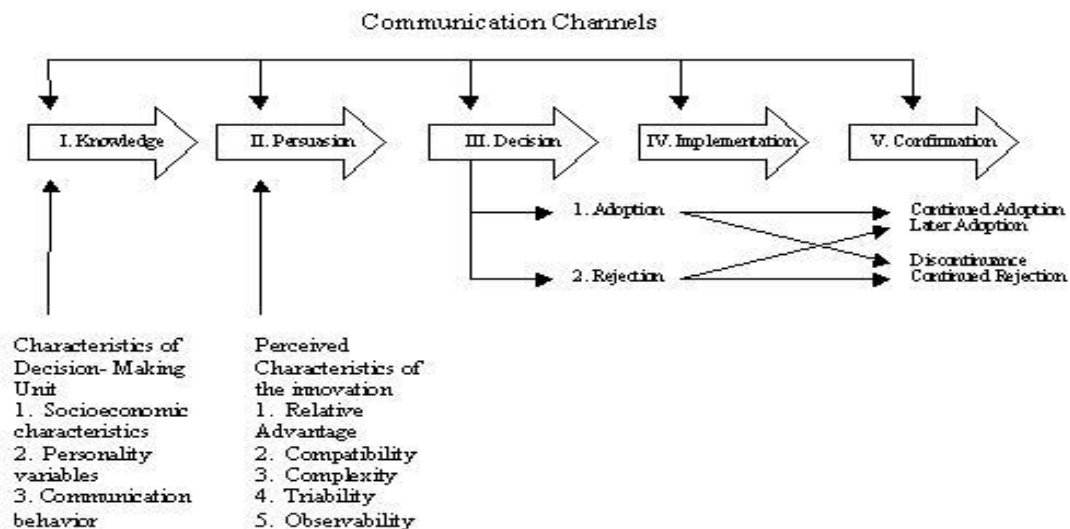 Communication Channels
I. Knowledge
II. Persuasion
III. Decision
IV. Implementation
V. Confirmation
1. Adoption
2. Rejection
Continued Adoption
Later Adoption
Discontinuance
Continued Rejection
Characteristics of
Decision- Making
Unit
1. Socioeconomic
characteristics
2. Personality
variables
3. Communication
behavior
Perceived
Characteristics of
the innovation
1. Relative
Advantage
2. Compatibility
3. Complexity
4. Triability
5. Observability